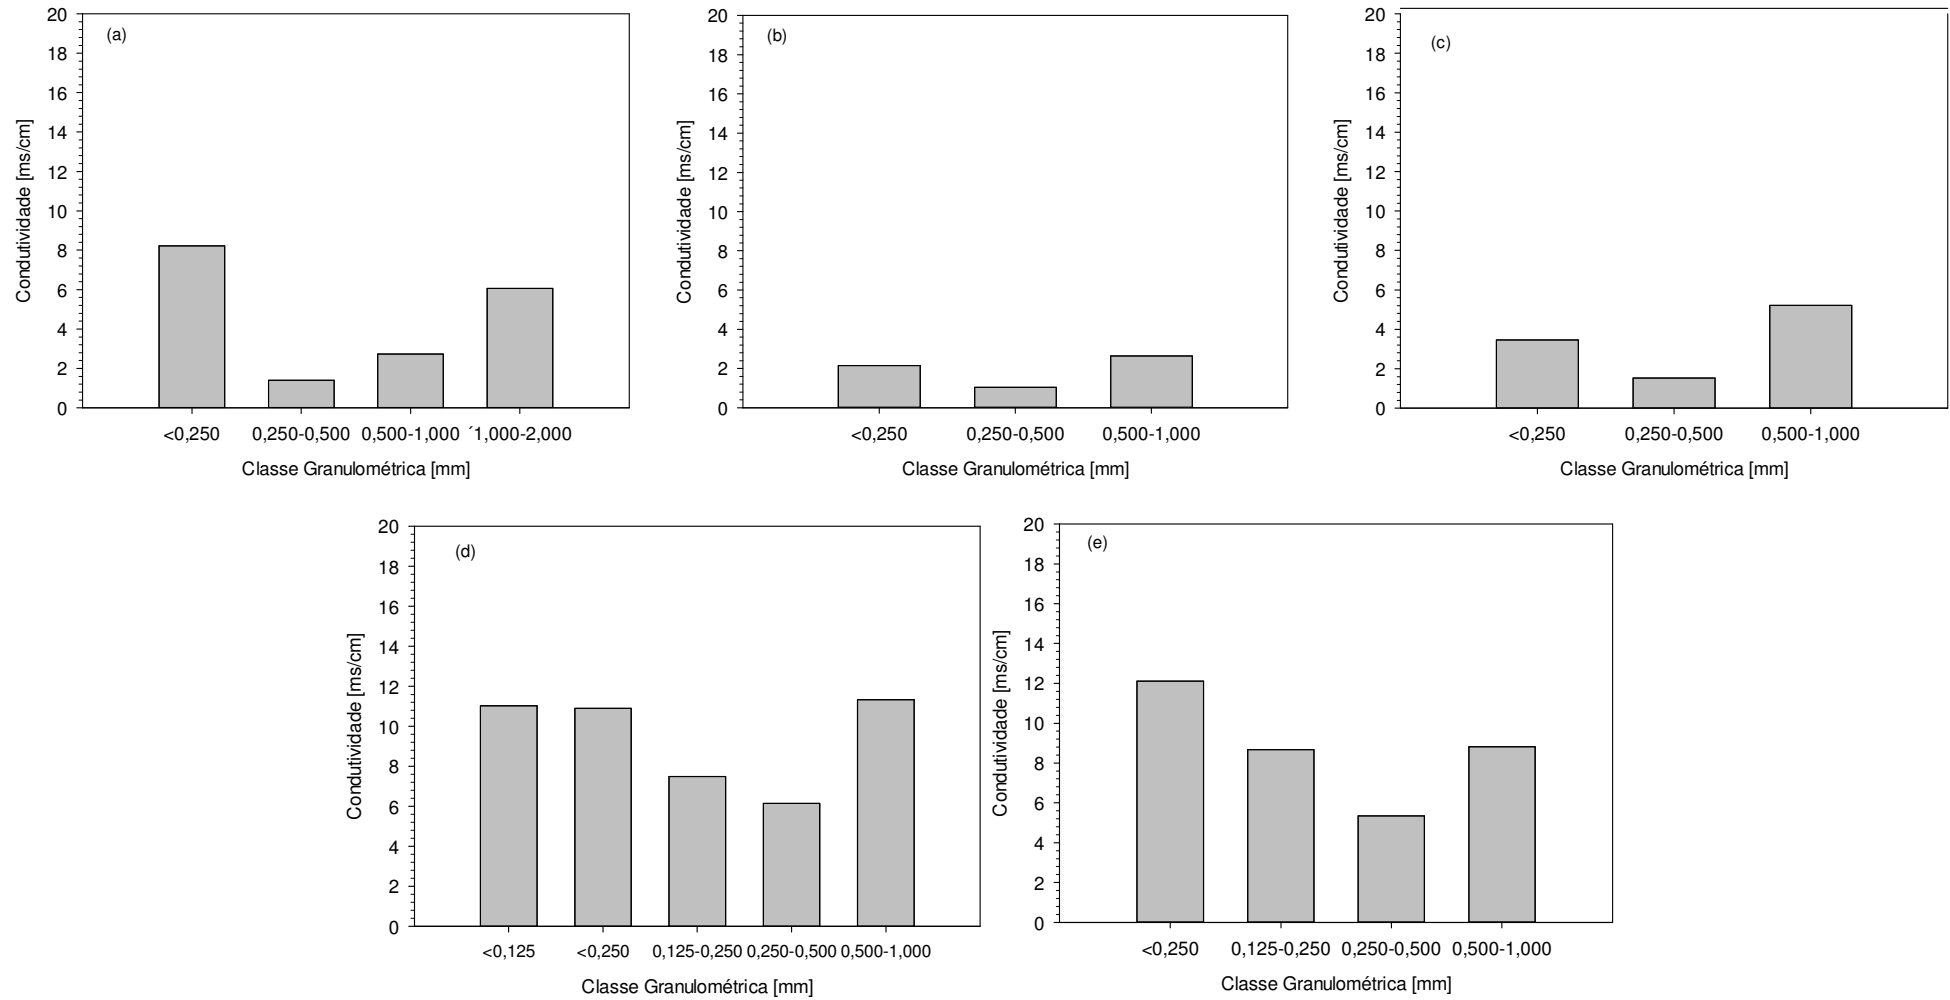 (a)
20
18
16
14
12
10
8
6
4
2
0
Condutividade [ms/cm]
<0,250 0,250-0,500 0,500-1,000 ´1,000-2,000
Classe Granulométrica [mm]
(b)
20
18
16
14
12
10
8
6
4
2
0
Condutividade [ms/cm]
<0,250 0,250-0,500 0,500-1,000
Classe Granulométrica [mm]
(c)
20
18
16
14
12
10
8
6
4
2
0
Condutividade [ms/cm]
<0,250 0,250-0,500 0,500-1,000
Classe Granulométrica [mm]
(d)
20
18
16
14
12
10
8
6
4
2
0
Condutividade [ms/cm]
<0,125 <0,250 0,125-0,250 0,250-0,500 0,500-1,000
Classe Granulométrica [mm]
(e)
20
18
16
14
12
10
8
6
4
2
0
Condutividade [ms/cm]
<0,250 0,125-0,250 0,250-0,500 0,500-1,000
Classe Granulométrica [mm]